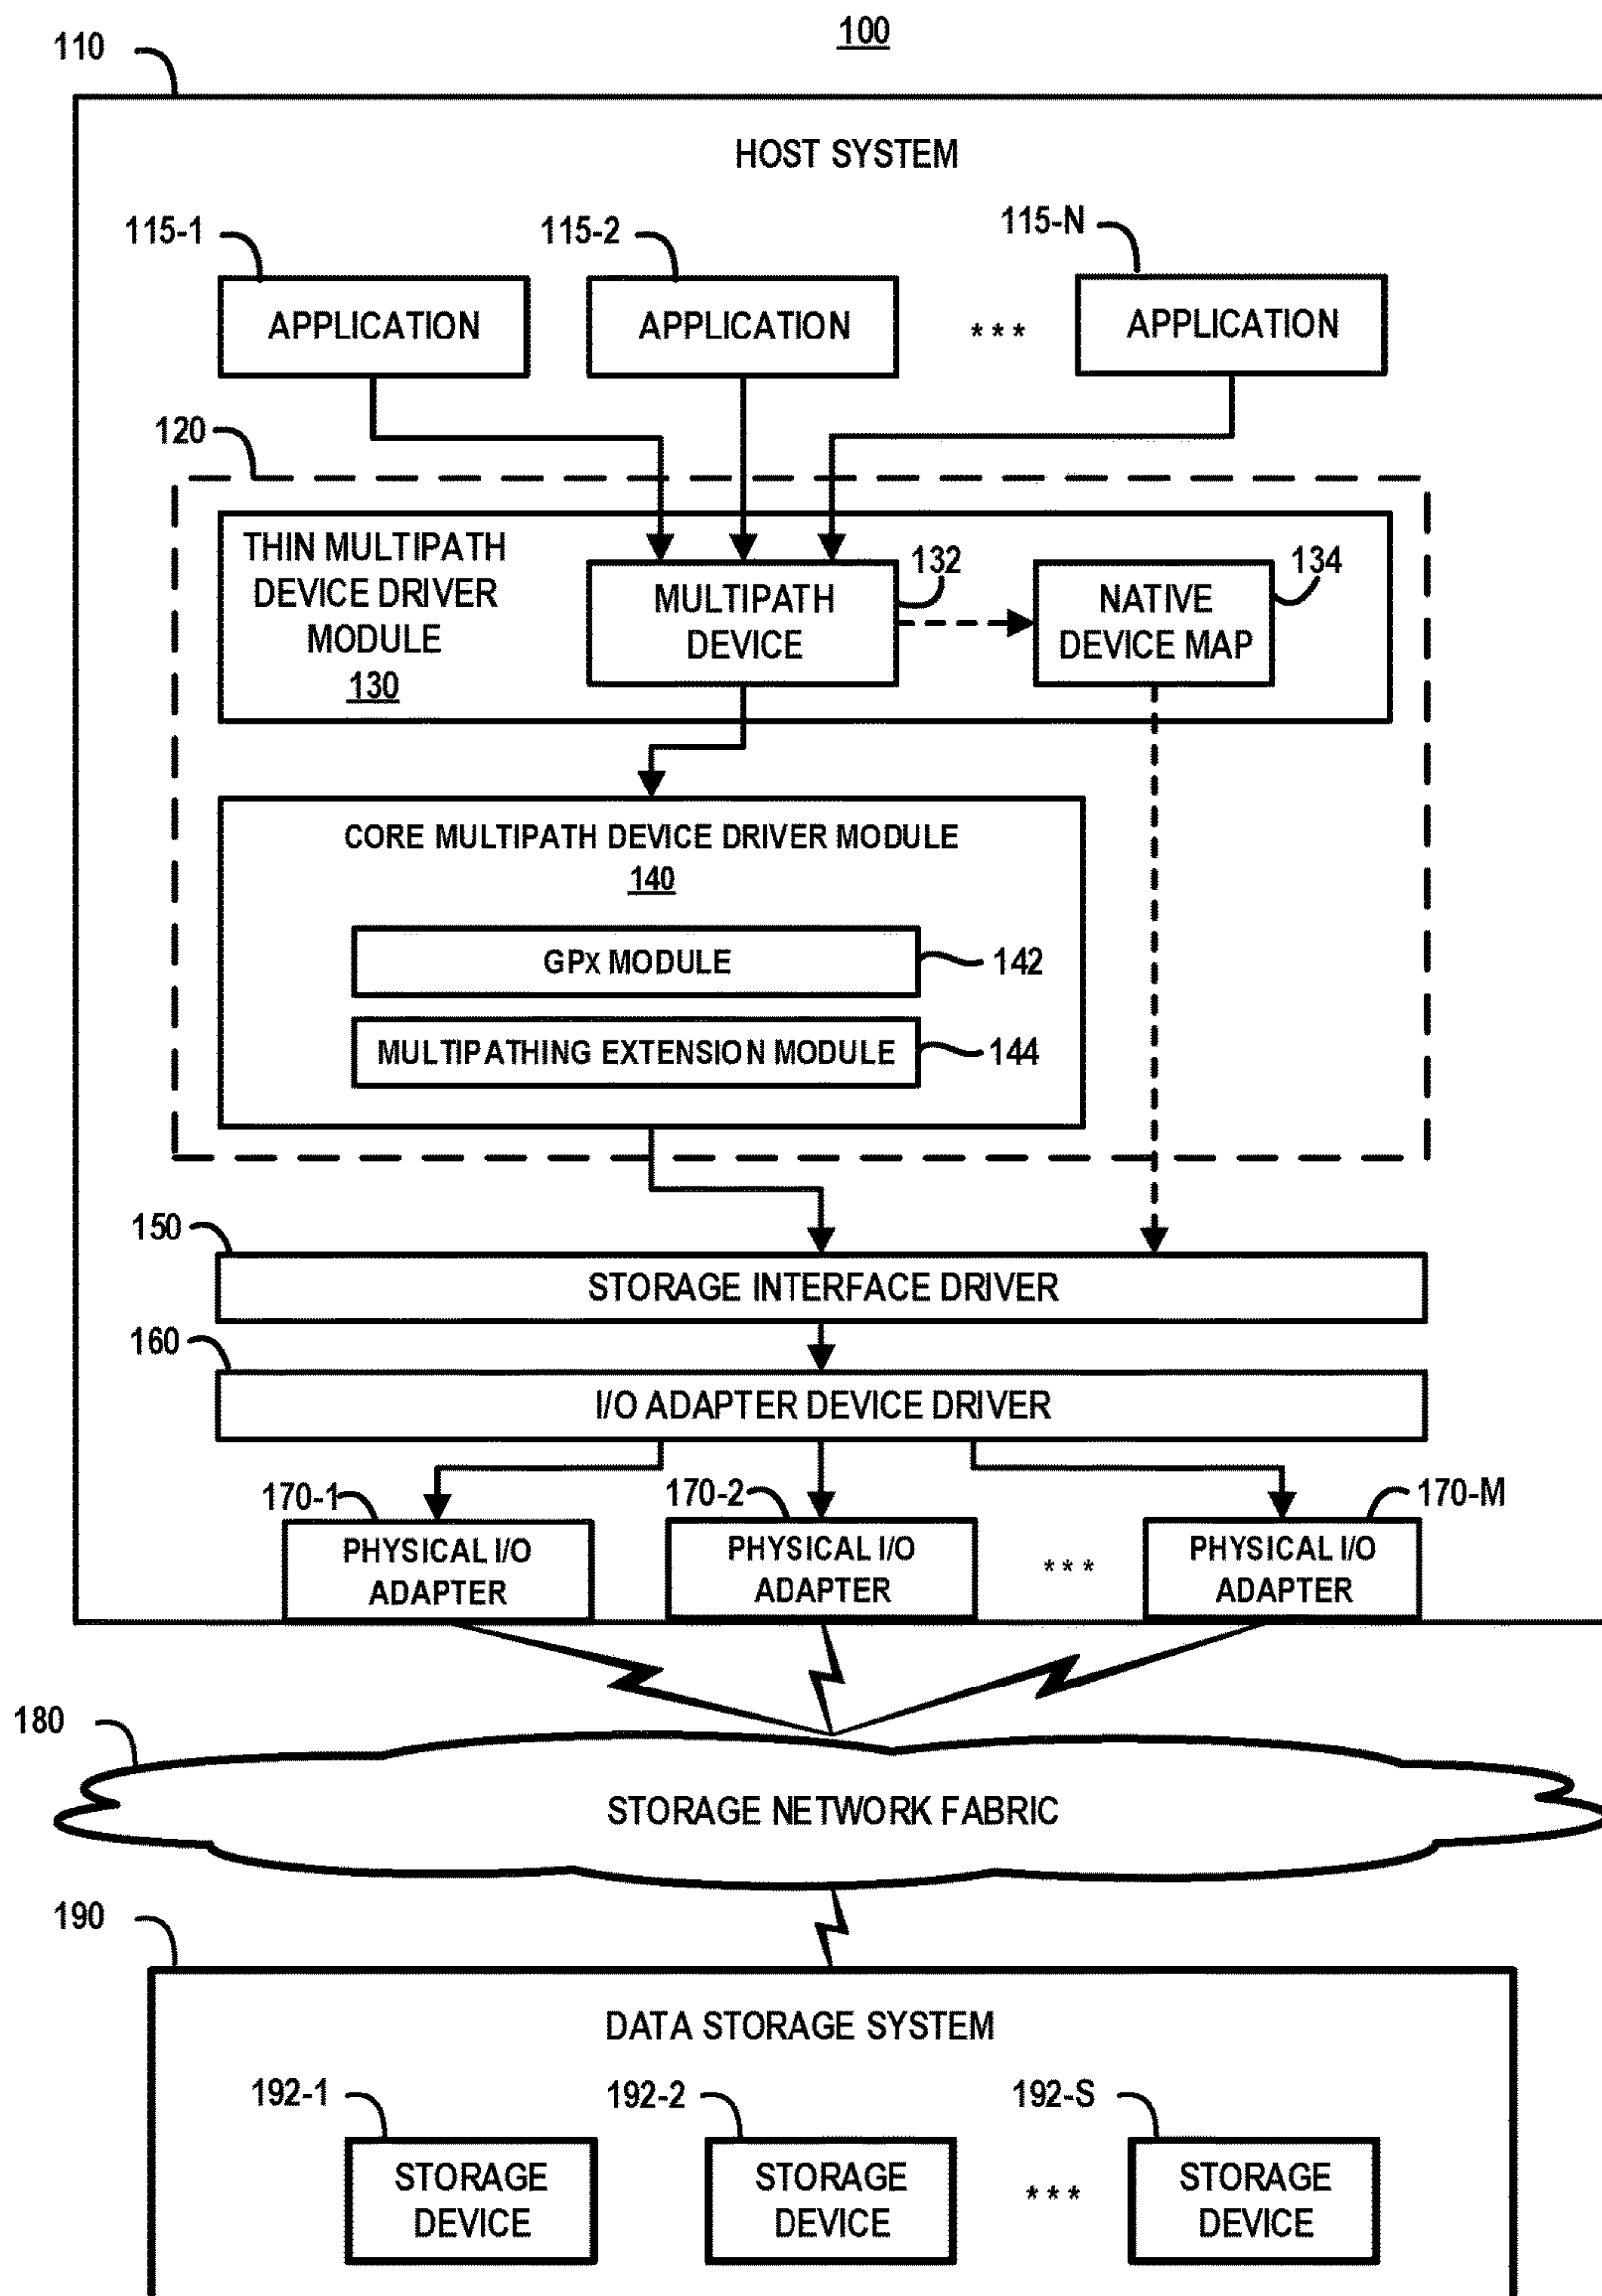 100
110
HOST SYSTEM
115-1
115-2
115-N
APPLICATION
APPLICATION
***
APPLICATION
120
THIN MULTIPATH
DEVICE DRIVER
MODULE
130
MULTIPATH
DEVICE
132
NATIVE
DEVICE MAP
134
CORE MULTIPATH DEVICE DRIVER MODULE
140
GPx MODULE
142
MULTIPATHING EXTENSION MODULE
144
150
STORAGE INTERFACE DRIVER
160
I/O ADAPTER DEVICE DRIVER
170-1
170-2
170-M
PHYSICAL I/O
ADAPTER
PHYSICAL I/O
ADAPTER
***
PHYSICAL I/O
ADAPTER
180
STORAGE NETWORK FABRIC
190
DATA STORAGE SYSTEM
192-1
192-2
192-S
STORAGE
DEVICE
STORAGE
DEVICE
***
STORAGE
DEVICE